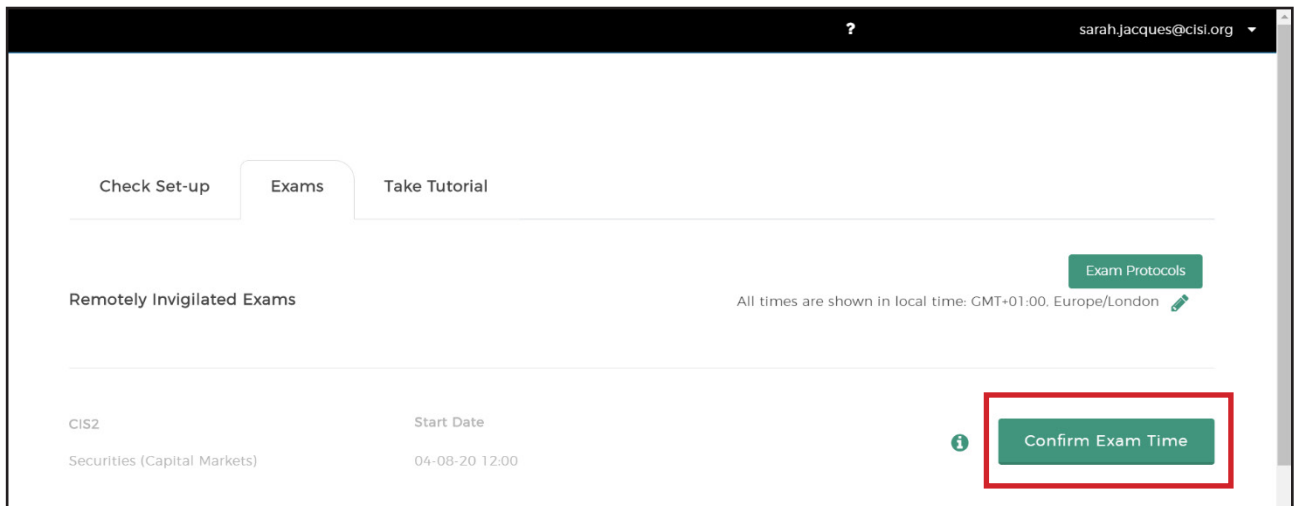 ? sarah.jacques@cisi.org
Check Set-up Exams Take Tutorial
Exam Protocols
Remotely Invigilated Exams All times are shown in local time: GMT+01:00, Europe/London
CIS2 Start Date
Confirm Exam Time
Securities (Capital Markets) 04-08-20 12:00